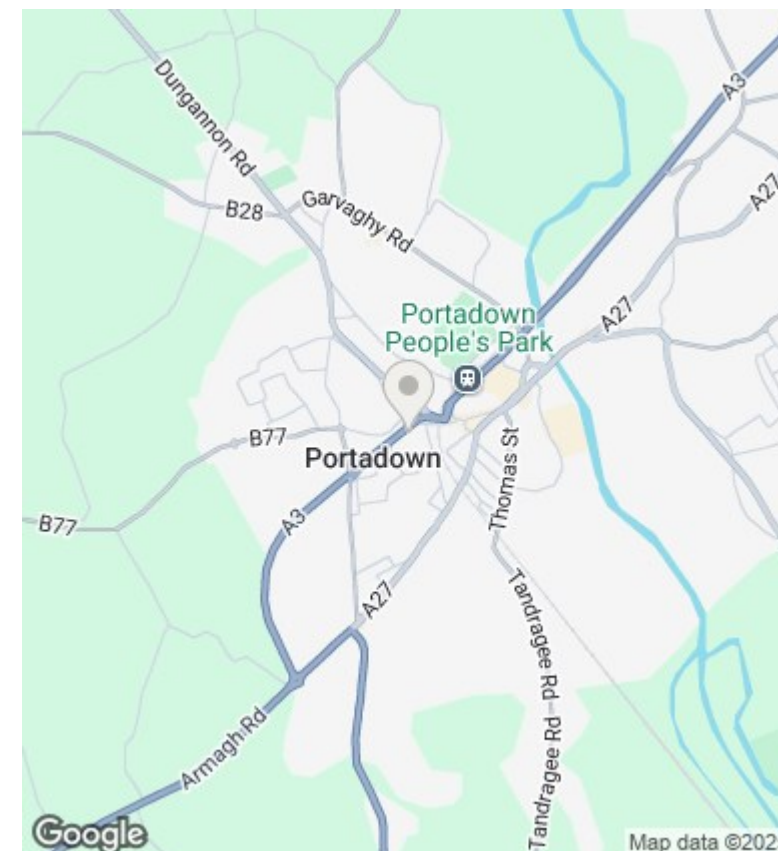 A3
Dungannon Rd
A27
B28
Garvaghy Rd
A27
Portadown
People's Park
B77
Portadown
Thomas St
B77
A3
A27
Tandragee Rd
Armagh Rd
Tandragee Rd
Google
Map data ©202